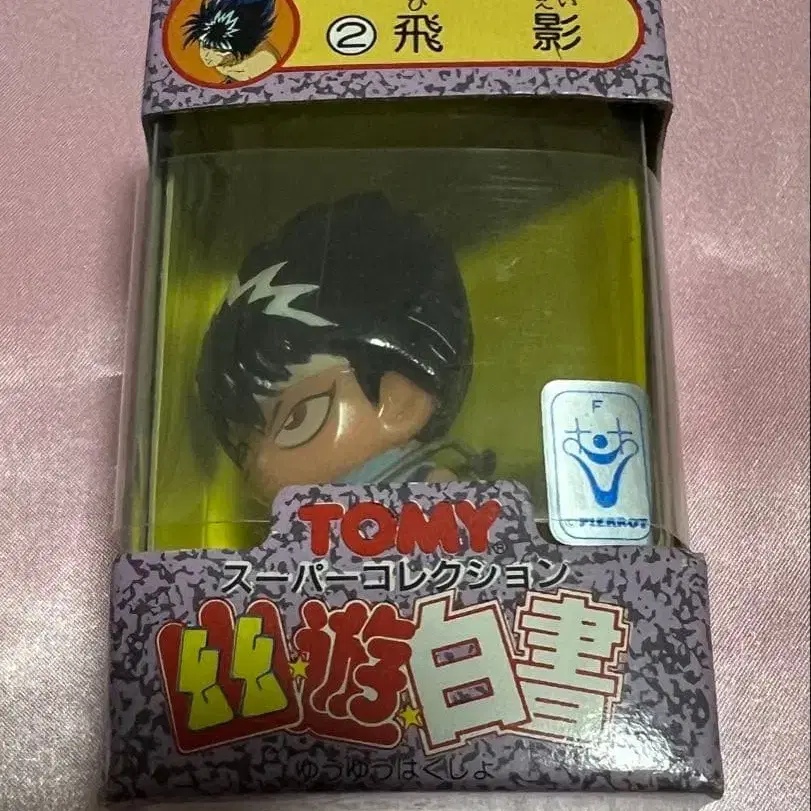 ひ えい
② 飛 影
F
©PIERROT
TOMY®
スーパーコレクション
幽☆遊☆白書
ゆうゆうはくしょ